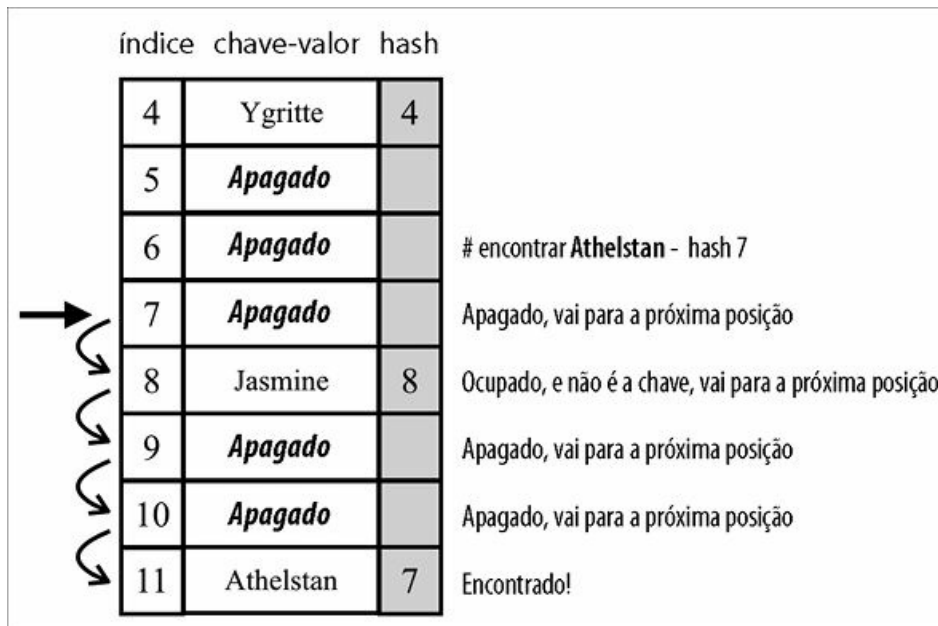 índice chave-valor hash
4 Ygritte 4
5 Apagado
6 Apagado # encontrar Athelstan - hash 7
7 Apagado Apagado, vai para a próxima posição
8 Jasmine 8 Ocupado, e não é a chave, vai para a próxima posição
9 Apagado Apagado, vai para a próxima posição
10 Apagado Apagado, vai para a próxima posição
11 Athelstan 7 Encontrado!